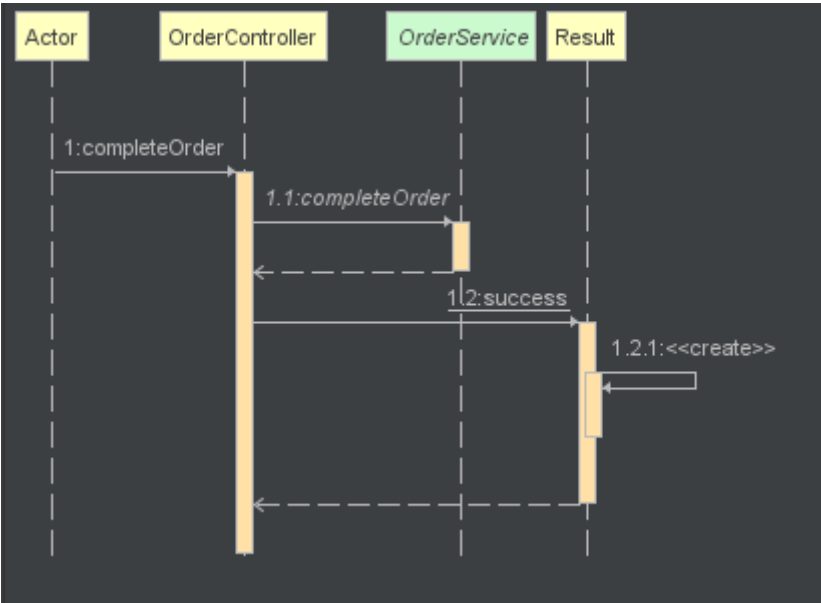 Actor
OrderController
OrderService
Result
1:completeOrder
1.1:completeOrder
1.2:success
1.2.1:<<create>>